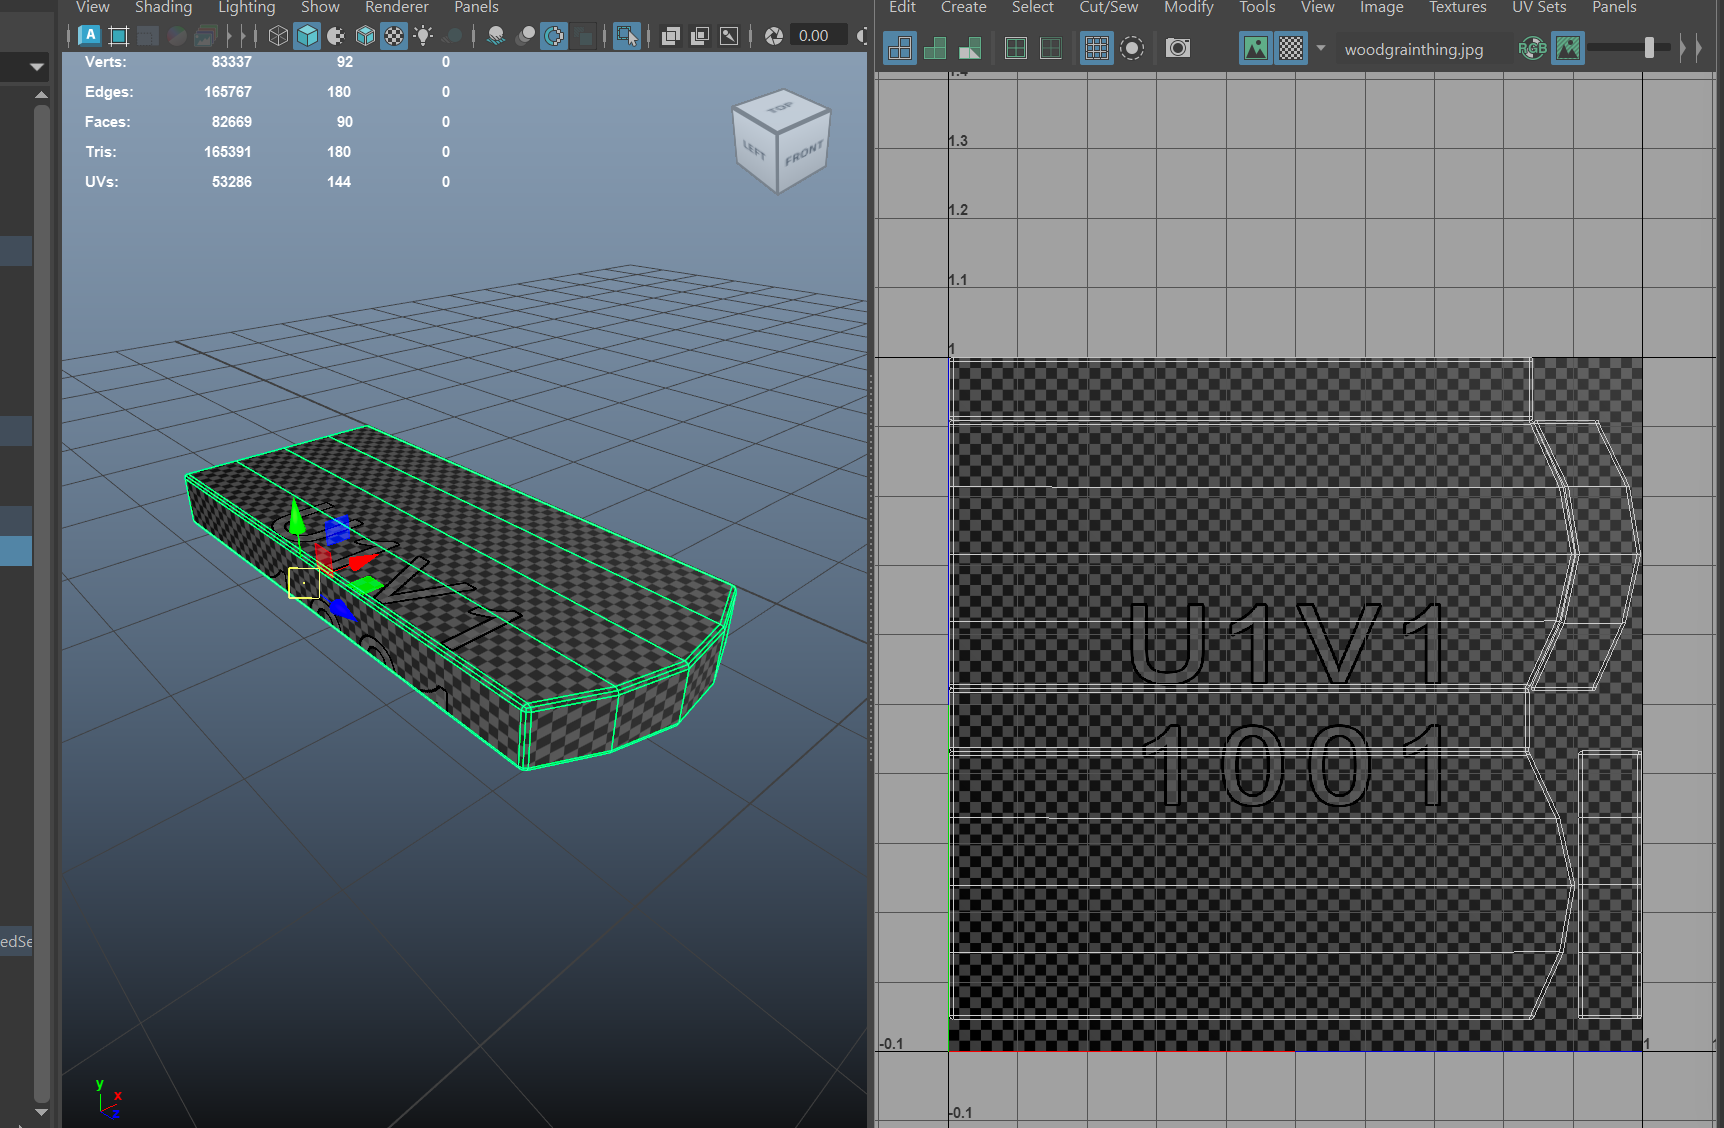 View Shading Lighting Show Renderer Panels
A 0.00
Verts: 83337 92 0
Edges: 165767 180 0
Faces: 82669 90 0
Tris: 165391 180 0
UVs: 53286 144 0
TOP
LEFT FRONT
edSe
y
x
z
Edit Create Select Cut/Sew Modify Tools View Image Textures UV Sets Panels
woodgrainthing.jpg RGB
1.4
1.3
1.2
1.1
1
U1V1
1001
-0.1 1
-0.1